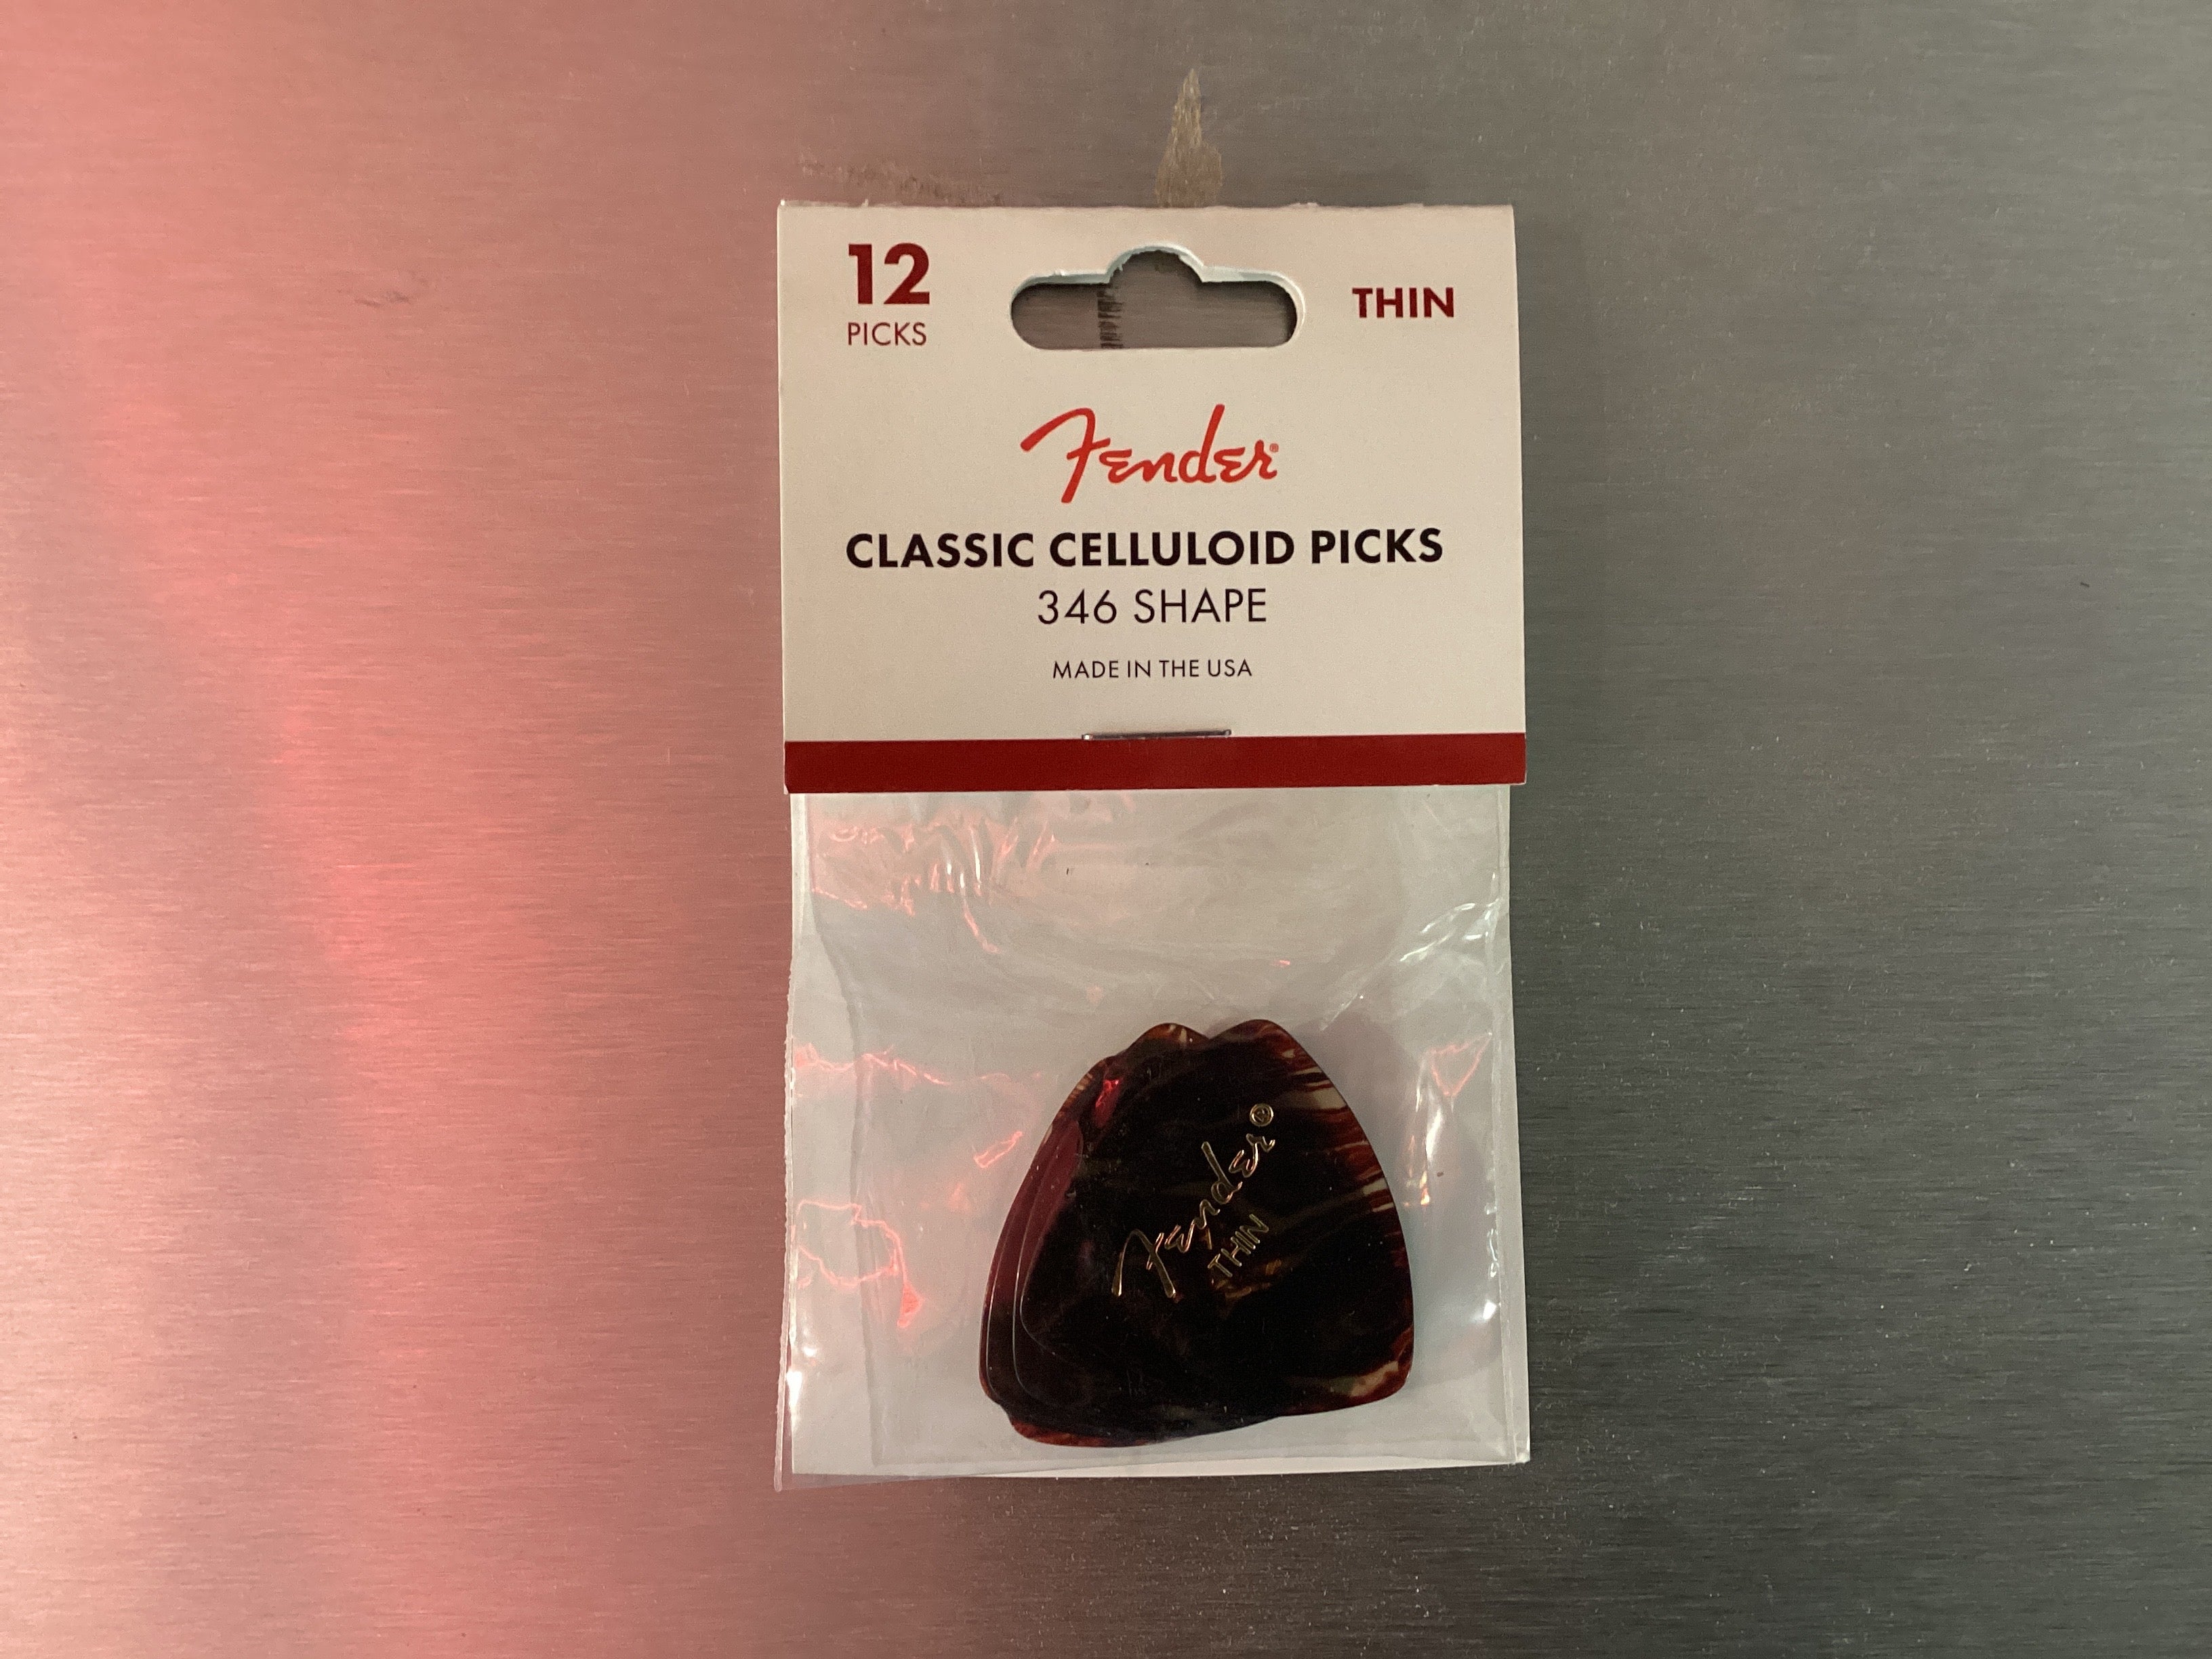 12
PICKS
THIN
Fender®
CLASSIC CELLULOID PICKS
346 SHAPE
MADE IN THE USA
Fender®
THIN